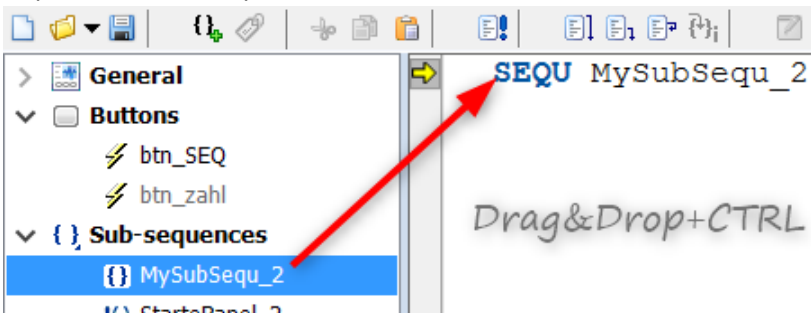 General
SEQU MySubSequ_2
Buttons
btn_SEQ
btn_zahl
Drag&Drop+CTRL
Sub-sequences
MySubSequ_2